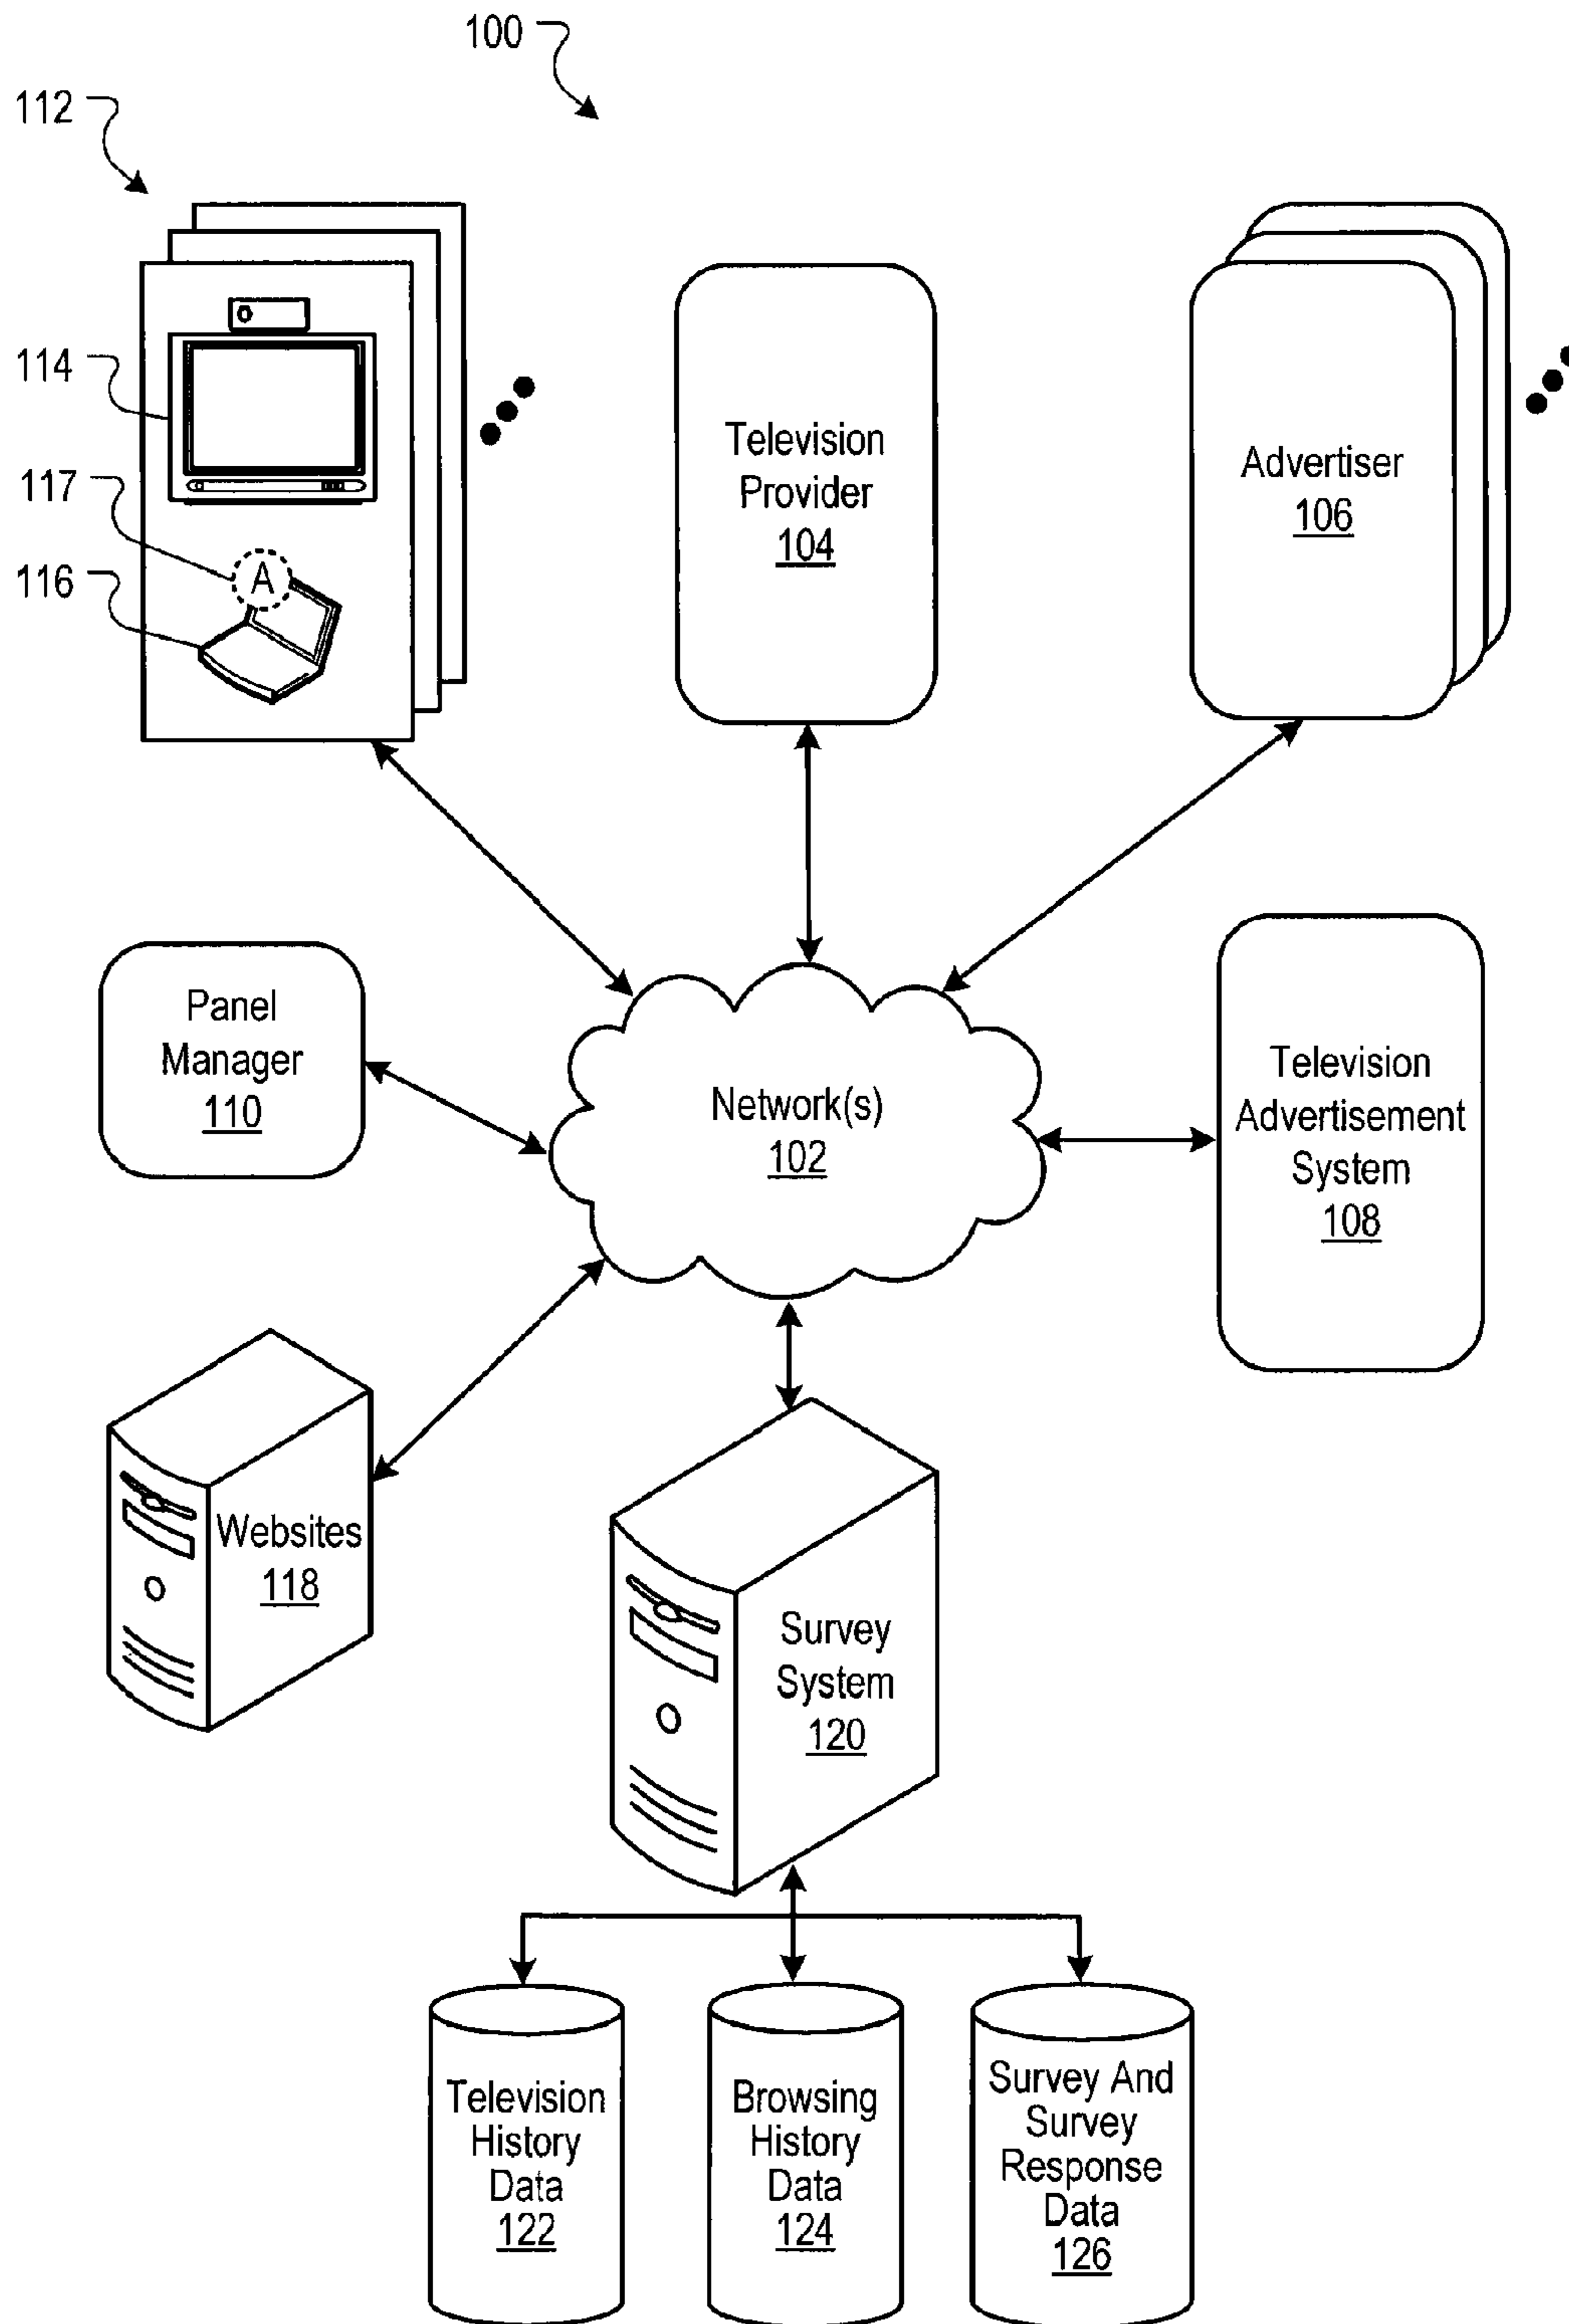 100
112
114
117
116
A
Television
Provider
104
Advertiser
106
Panel
Manager
110
Network(s)
102
Television
Advertisement
System
108
Websites
118
Survey
System
120
Television
History
Data
122
Browsing
History
Data
124
Survey And
Survey
Response
Data
126